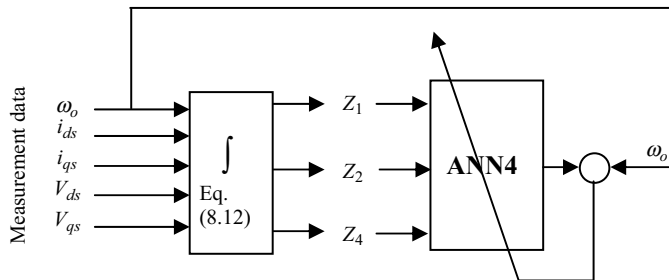 Measurement data
ω_o
i_ds
i_qs
V_ds
V_qs
∫
Eq.
(8.12)
Z_1
Z_2
Z_4
ANN4
ω_o